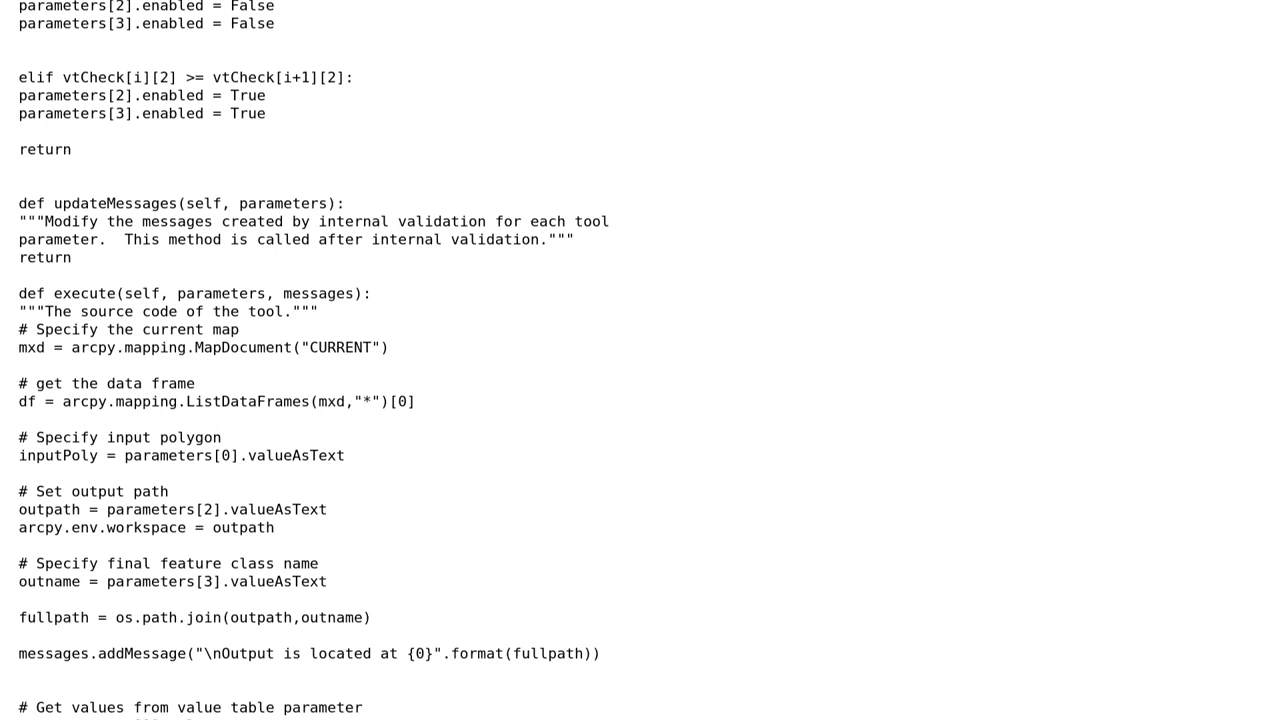 parameters[2].enabled = False
parameters[3].enabled = False
elif vtCheck[i][2] >= vtCheck[i+1][2]:
parameters[2].enabled = True
parameters[3].enabled = True
return
def updateMessages(self, parameters):
"""Modify the messages created by internal validation for each tool
parameter.  This method is called after internal validation."""
return
def execute(self, parameters, messages):
"""The source code of the tool."""
# Specify the current map
mxd = arcpy.mapping.MapDocument("CURRENT")
# get the data frame
df = arcpy.mapping.ListDataFrames(mxd,"*")[0]
# Specify input polygon
inputPoly = parameters[0].valueAsText
# Set output path
outpath = parameters[2].valueAsText
arcpy.env.workspace = outpath
# Specify final feature class name
outname = parameters[3].valueAsText
fullpath = os.path.join(outpath,outname)
messages.addMessage("\nOutput is located at {0}".format(fullpath))
# Get values from value table parameter